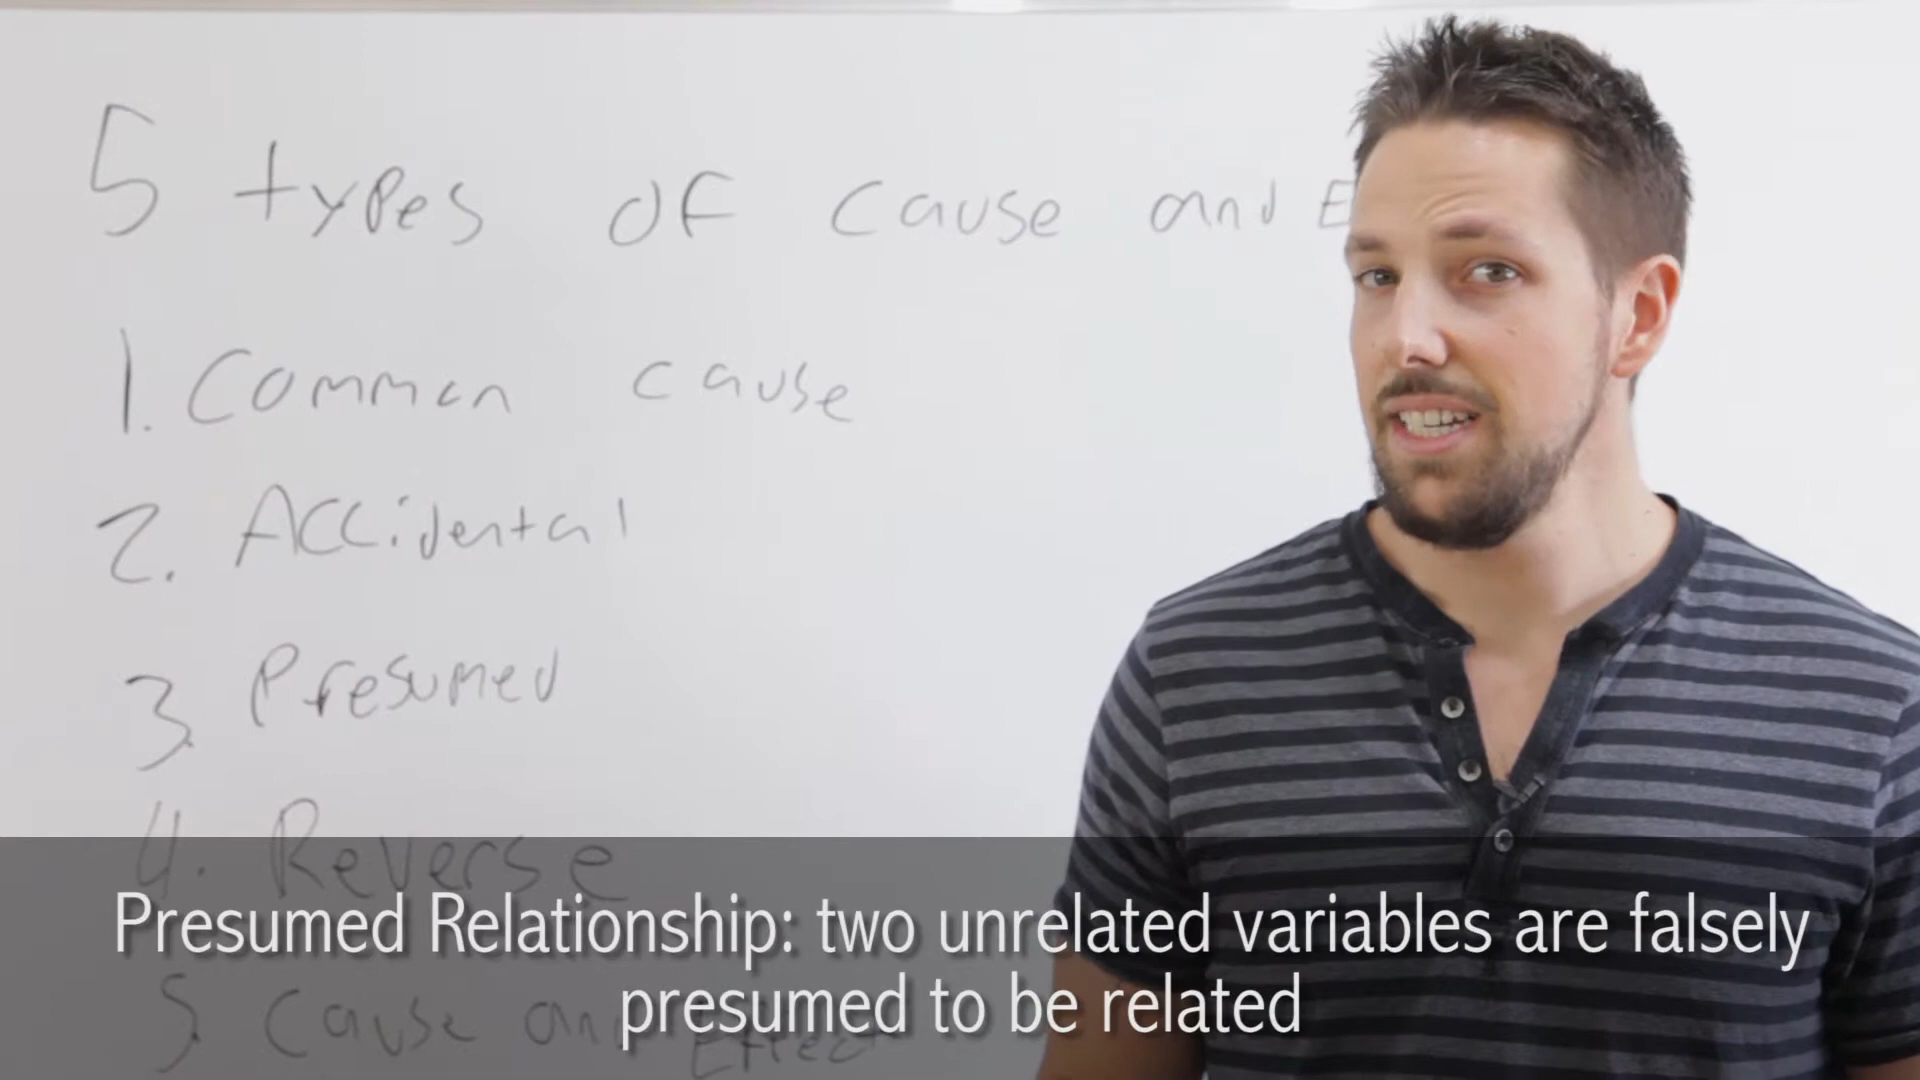 5 types of cause and E
1. Common cause
2. Accidental
3. Presumed
4. Reverse
Presumed Relationship: two unrelated variables are falsely
presumed to be related
5. Cause and Effect